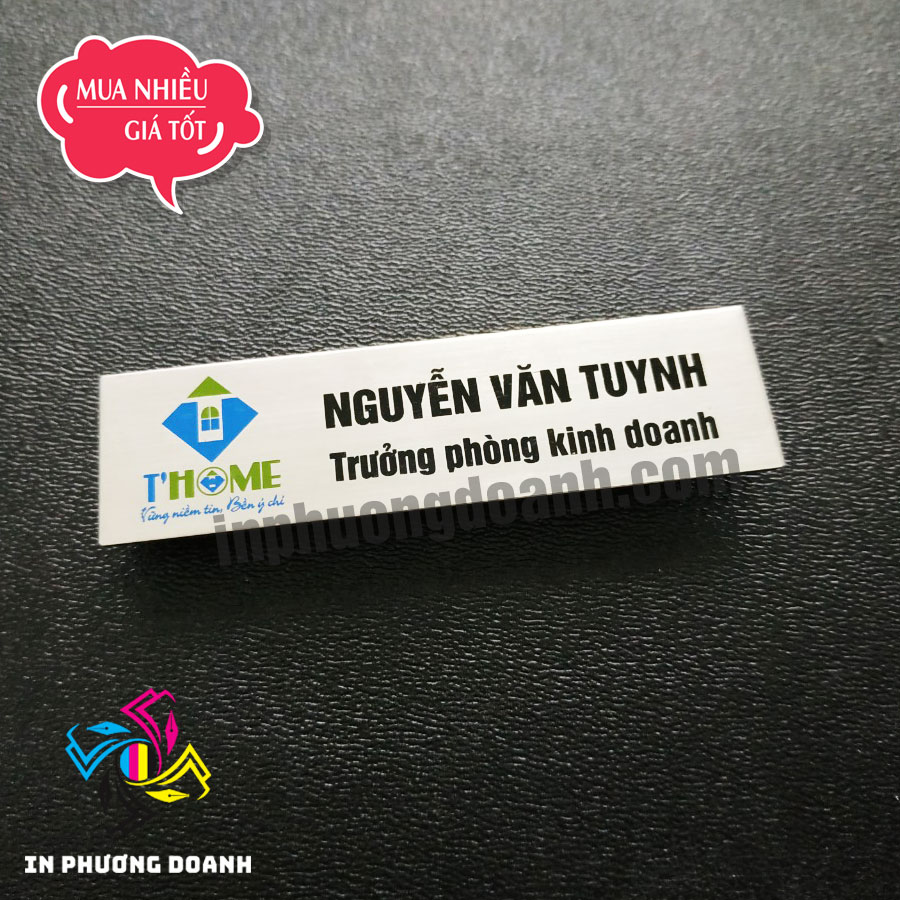 MUA NHIỀU
GIÁ TỐT
NGUYỄN VĂN TUYNH
Trưởng phòng kinh doanh
T'HOME
Vững niềm tin, Bền ý chí
inphuongdoanh.com
IN PHƯƠNG DOANH